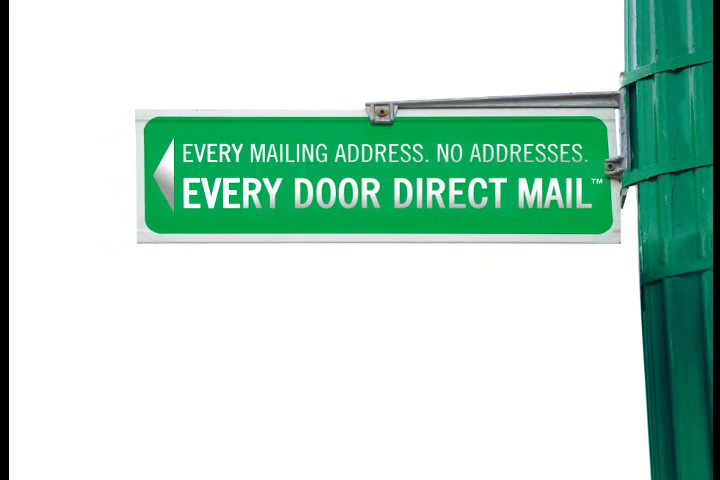 EVERY MAILING ADDRESS. NO ADDRESSES.
EVERY DOOR DIRECT MAIL™